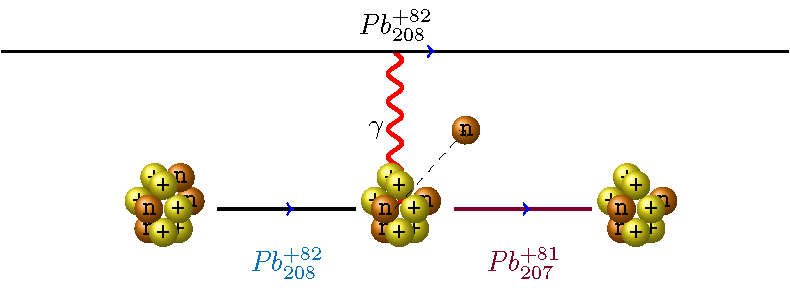 Pb_{208}^{+82}
γ
n
+ n + n n + r + +
+ + n n + + +
+ + n n + + +
Pb_{208}^{+82}
Pb_{207}^{+81}